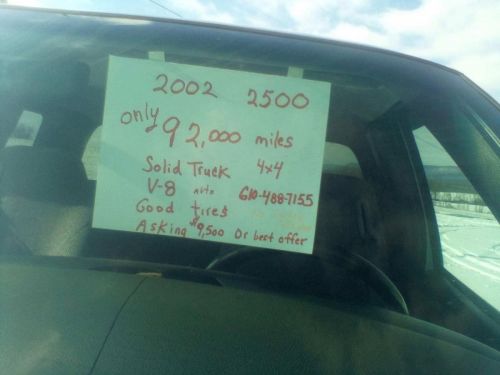 2002 2500
only 92,000 miles
Solid Truck 4x4
V-8 auto 610-488-7155
Good tires
Asking $9,500 Or best offer